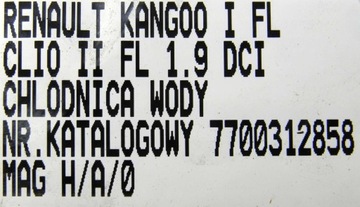 RENAULT KANGOO I FL
CLIO II FL 1.9 DCI
CHLODNICA WODY
NR.KATALOGOWY 7700312858
MAG H/A/0